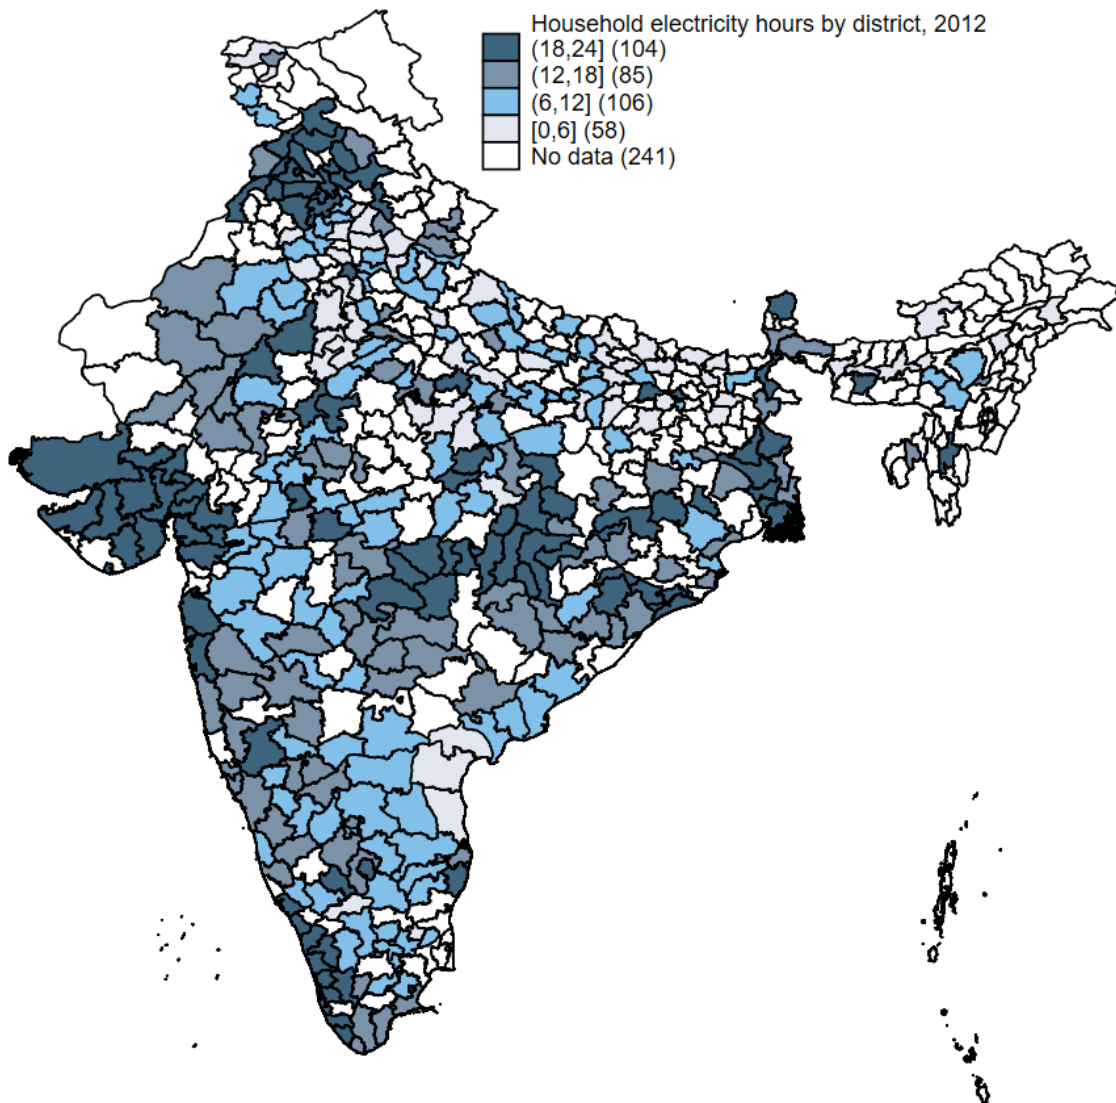 Household electricity hours by district, 2012
(18,24] (104)
(12,18] (85)
(6,12] (106)
[0,6] (58)
No data (241)